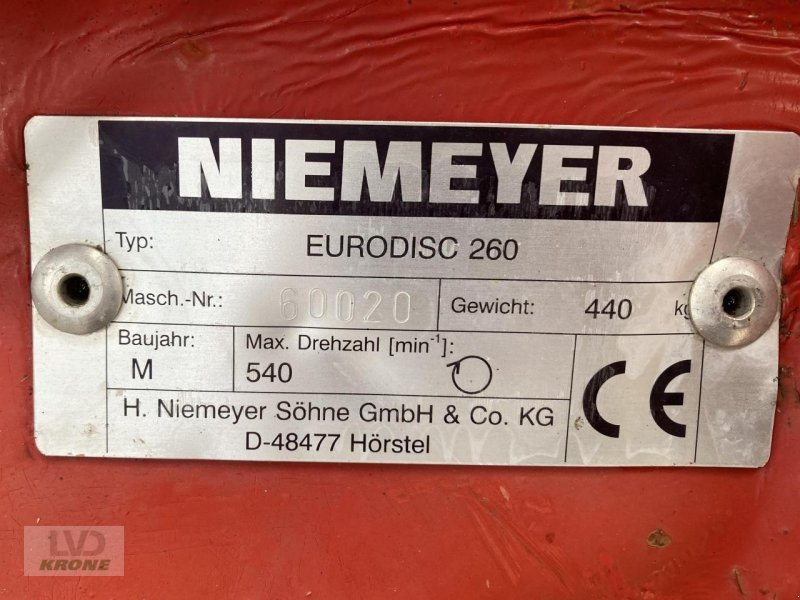 NIEMEYER
Typ: EURODISC 260
Masch.-Nr.: 60020 Gewicht: 440 kg
Baujahr: Max. Drehzahl [min⁻¹]:
M 540
CE
H. Niemeyer Söhne GmbH & Co. KG
D-48477 Hörstel
LVD
KRONE